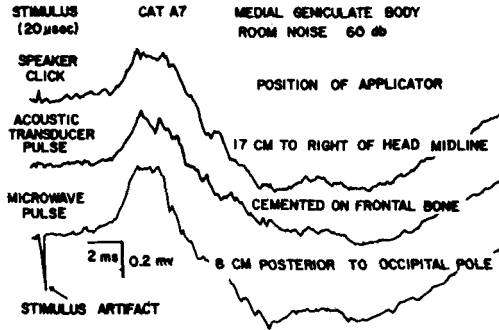 STIMULUS
(20 µsec)
CAT A7
MEDIAL GENICULATE BODY
ROOM NOISE 60 db
SPEAKER
CLICK
POSITION OF APPLICATOR
ACOUSTIC
TRANSDUCER
PULSE
17 CM TO RIGHT OF HEAD MIDLINE
MICROWAVE
PULSE
CEMENTED ON FRONTAL BONE
2 ms
0.2 mv
8 CM POSTERIOR TO OCCIPITAL POLE
STIMULUS ARTIFACT